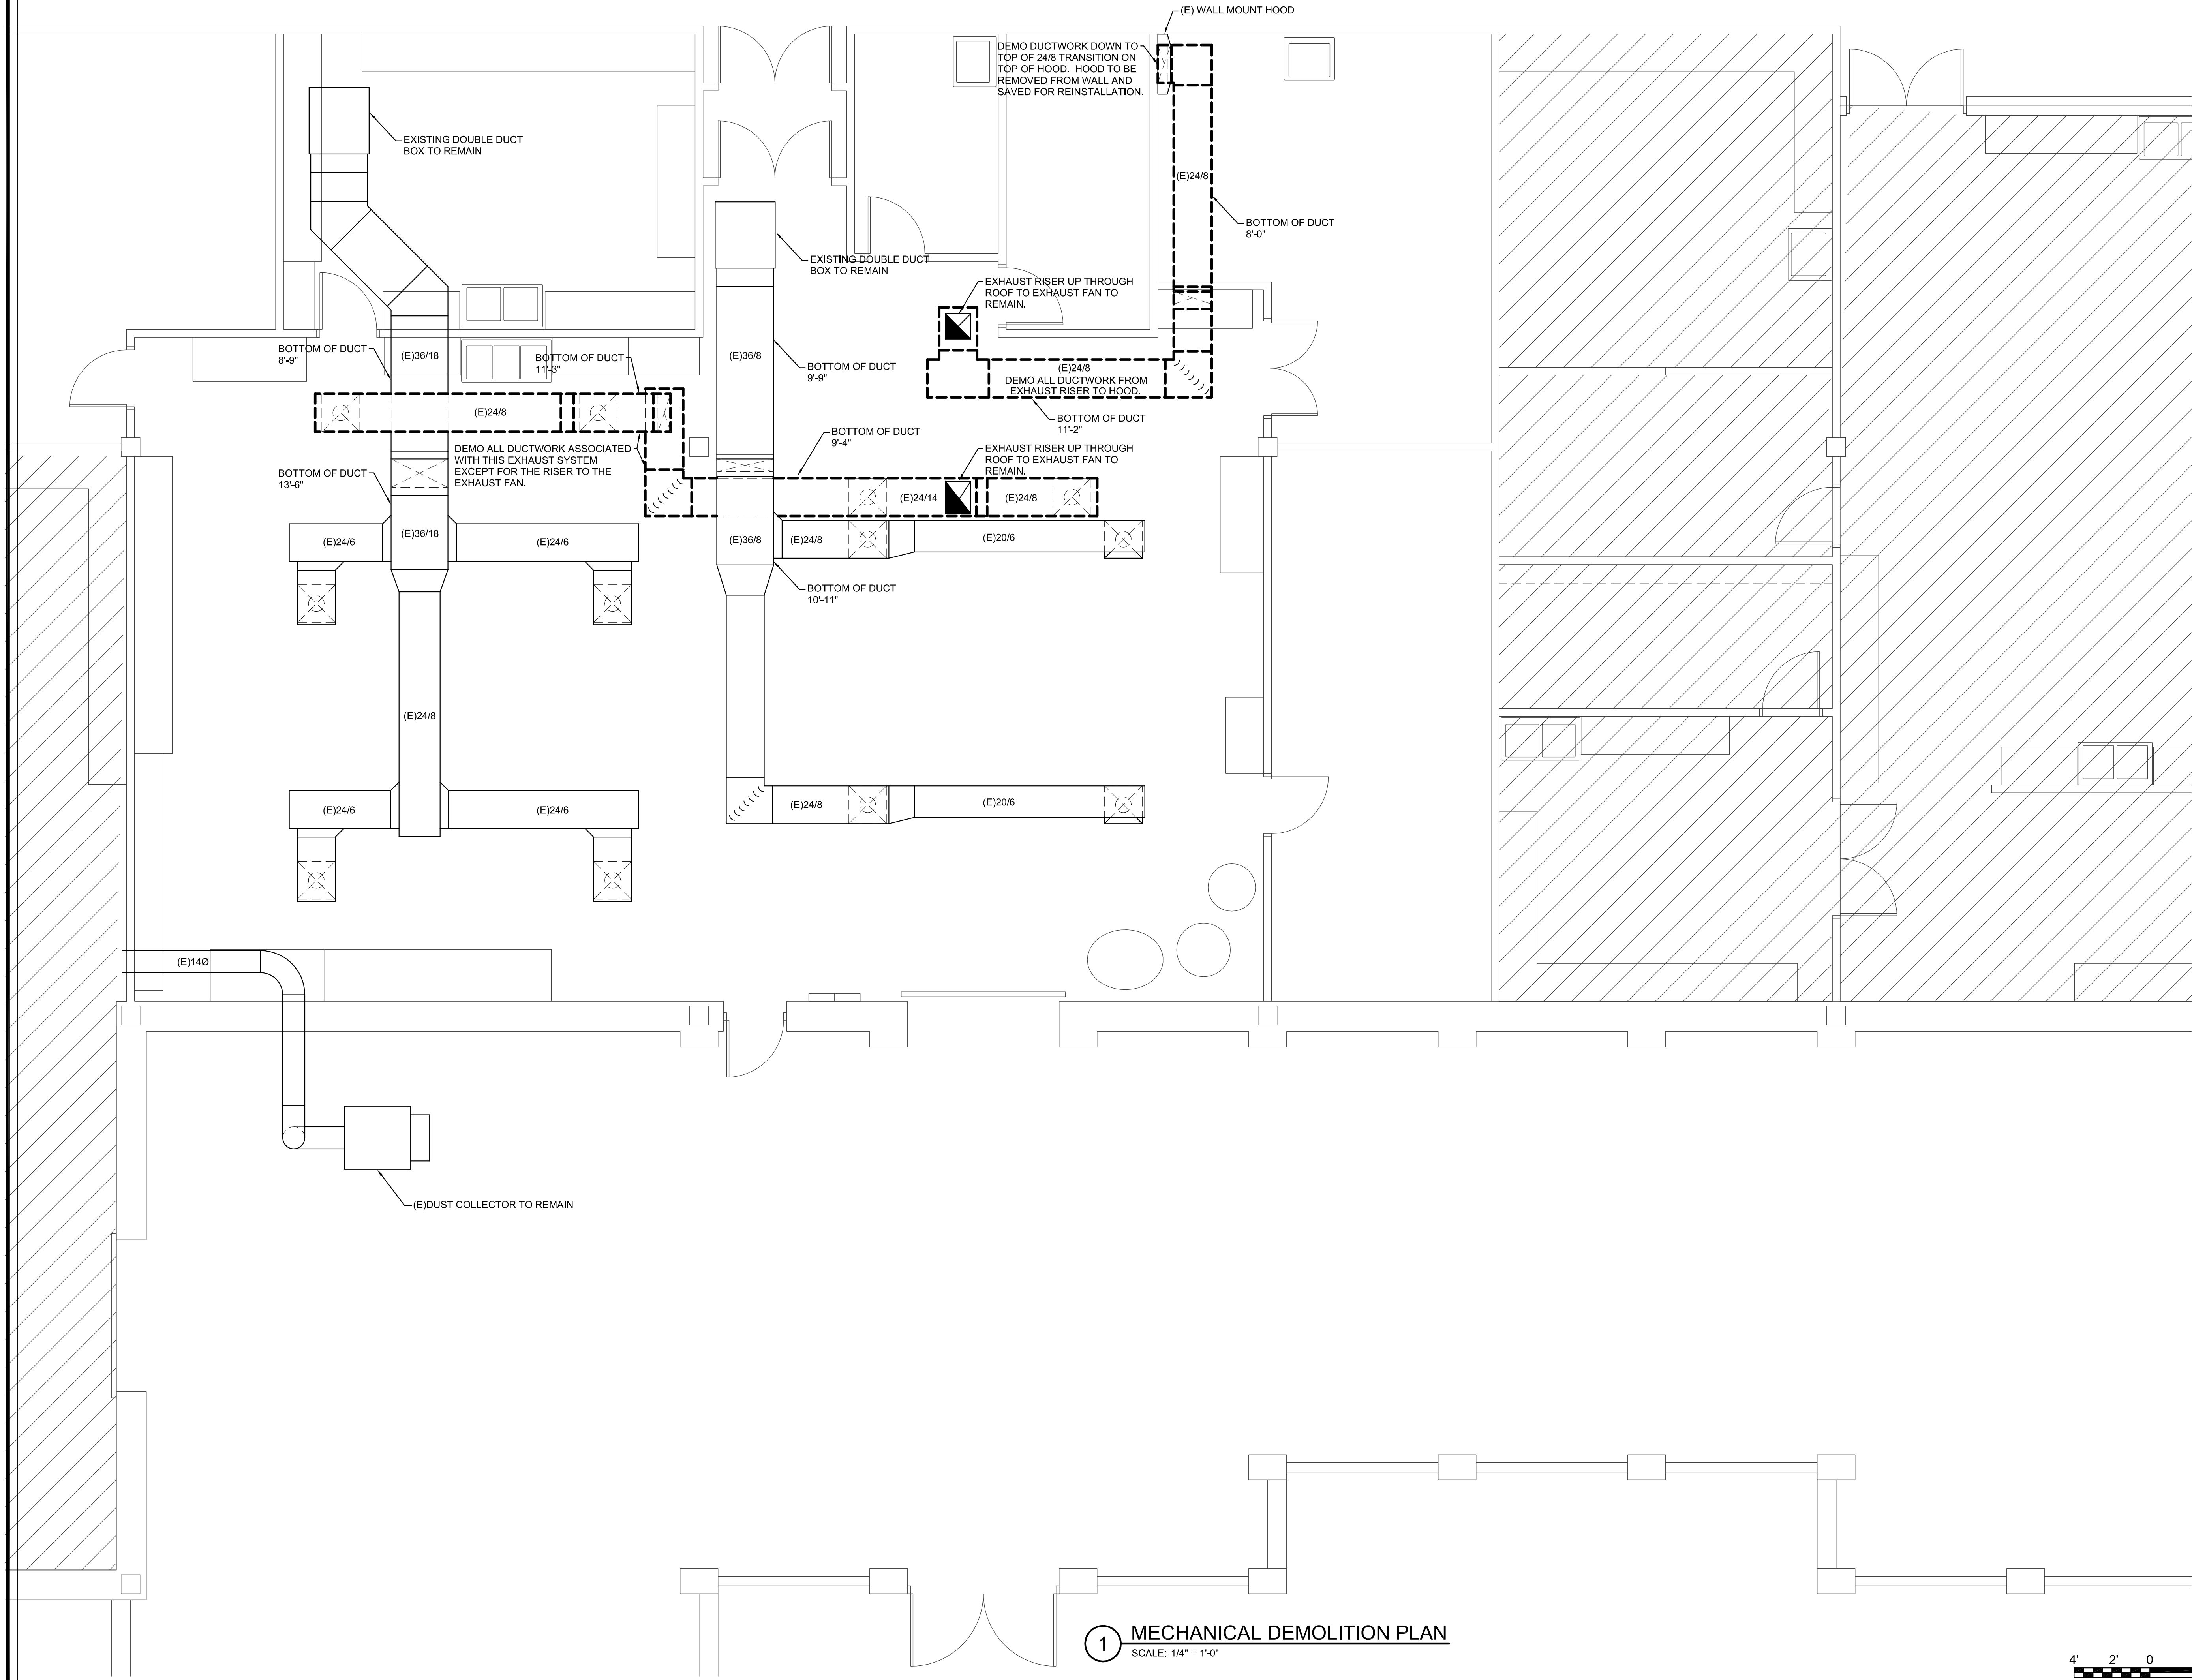 (E) WALL MOUNT HOOD
DEMO DUCTWORK DOWN TO
TOP OF 24/8 TRANSITION ON
TOP OF HOOD. HOOD TO BE
REMOVED FROM WALL AND
SAVED FOR REINSTALLATION.
EXISTING DOUBLE DUCT
BOX TO REMAIN
(E)24/8
BOTTOM OF DUCT
8'-0"
EXISTING DOUBLE DUCT
BOX TO REMAIN
EXHAUST RISER UP THROUGH
ROOF TO EXHAUST FAN TO
REMAIN.
BOTTOM OF DUCT
8'-9"
(E)36/18
BOTTOM OF DUCT
11'-3"
(E)36/8
BOTTOM OF DUCT
9'-9"
(E)24/8
DEMO ALL DUCTWORK FROM
EXHAUST RISER TO HOOD.
BOTTOM OF DUCT
11'-2"
(E)24/8
BOTTOM OF DUCT
9'-4"
DEMO ALL DUCTWORK ASSOCIATED
WITH THIS EXHAUST SYSTEM
EXCEPT FOR THE RISER TO THE
EXHAUST FAN.
EXHAUST RISER UP THROUGH
ROOF TO EXHAUST FAN TO
REMAIN.
BOTTOM OF DUCT
13'-6"
(E)24/14
(E)24/8
(E)24/6
(E)36/18
(E)24/6
(E)36/8
(E)24/8
(E)20/6
BOTTOM OF DUCT
10'-11"
(E)24/8
(E)24/6
(E)24/6
(E)24/8
(E)20/6
(E)14Ø
(E)DUST COLLECTOR TO REMAIN
1
MECHANICAL DEMOLITION PLAN
SCALE: 1/4" = 1'-0"
4' 2' 0